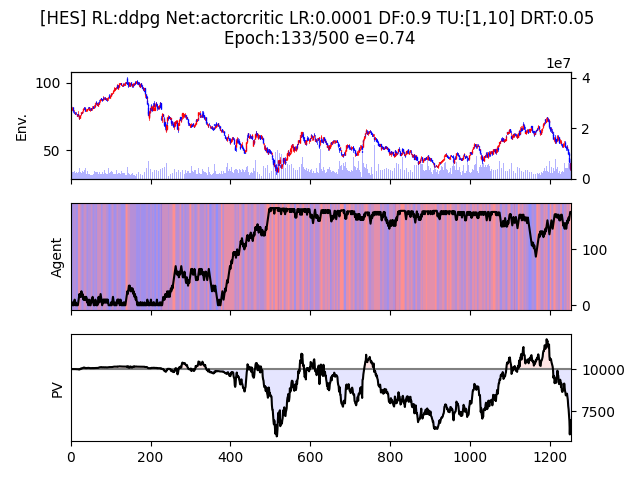 [HES] RL:ddpg Net:actorcritic LR:0.0001 DF:0.9 TU:[1,10] DRT:0.05
Epoch:133/500 e=0.74
1e7
100
50
Env.
4
2
0
Agent
100
0
PV
10000
7500
0 200 400 600 800 1000 1200